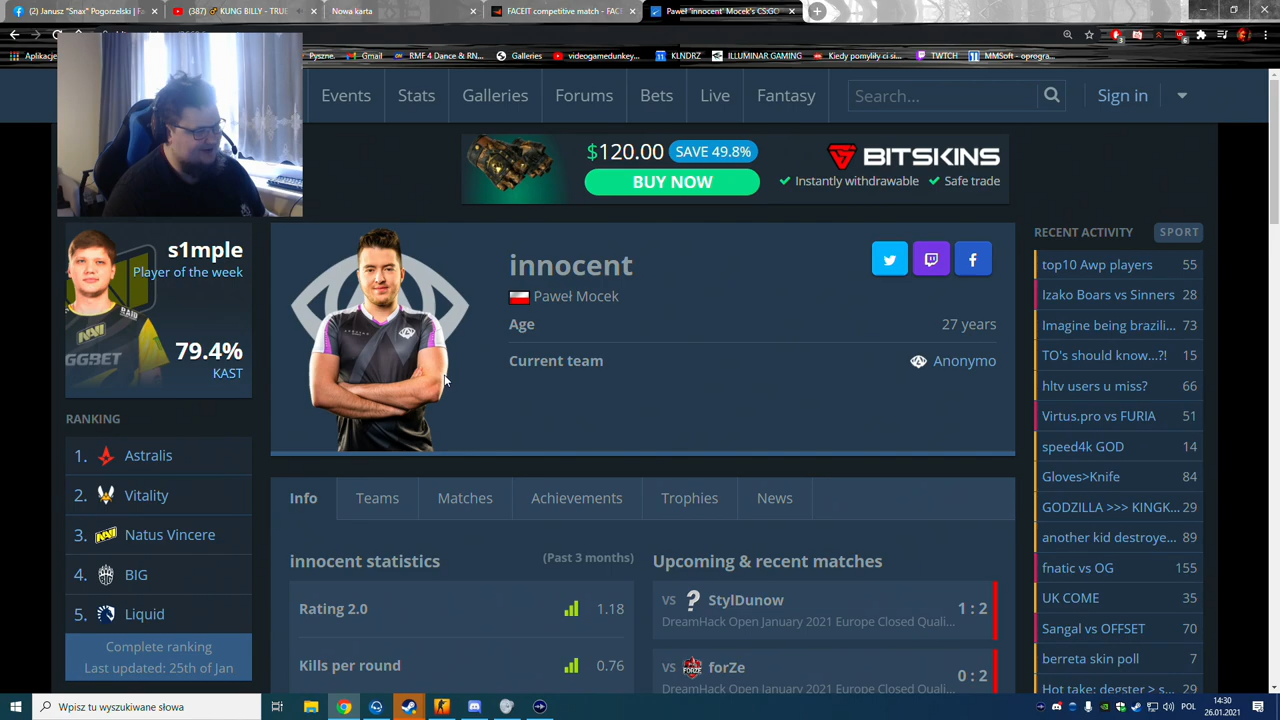 (2) Janusz "Snax" Pogorzelski | Fa
(387) KUNG BILLY - TRUE
Nowa karta
FACEIT competitive match - FACE
Paweł 'innocent' Mocek's CS:GO
Aplikacje
Pyszne.
Gmail
RMF 4 Dance & RN...
Galleries
videogamedunkey...
KLNDRZ
ILLUMINAR GAMING
Kiedy pomyliły ci si...
TWTCH
MMSoft - oprogra...
Events
Stats
Galleries
Forums
Bets
Live
Fantasy
Search...
Sign in
$120.00 SAVE 49.8%
BUY NOW
BITSKINS
Instantly withdrawable
Safe trade
s1mple
Player of the week
79.4%
KAST
RANKING
1. Astralis
2. Vitality
3. Natus Vincere
4. BIG
5. Liquid
Complete ranking
Last updated: 25th of Jan
innocent
Paweł Mocek
Age 27 years
Current team Anonymo
Info
Teams
Matches
Achievements
Trophies
News
innocent statistics (Past 3 months)
Rating 2.0 1.18
Kills per round 0.76
Upcoming & recent matches
VS ? StylDunow 1 : 2
DreamHack Open January 2021 Europe Closed Quali...
VS forZe 0 : 2
DreamHack Open January 2021 Europe Closed Quali...
RECENT ACTIVITY SPORT
top10 Awp players 55
Izako Boars vs Sinners 28
Imagine being brazili... 73
TO's should know...?! 15
hltv users u miss? 66
Virtus.pro vs FURIA 51
speed4k GOD 14
Gloves>Knife 84
GODZILLA >>> KINGK... 29
another kid destroye... 89
fnatic vs OG 155
UK COME 35
Sangal vs OFFSET 70
berreta skin poll 7
Hot take: degster > s... 29
Wpisz tu wyszukiwane słowa
POL
14:30
26.01.2021